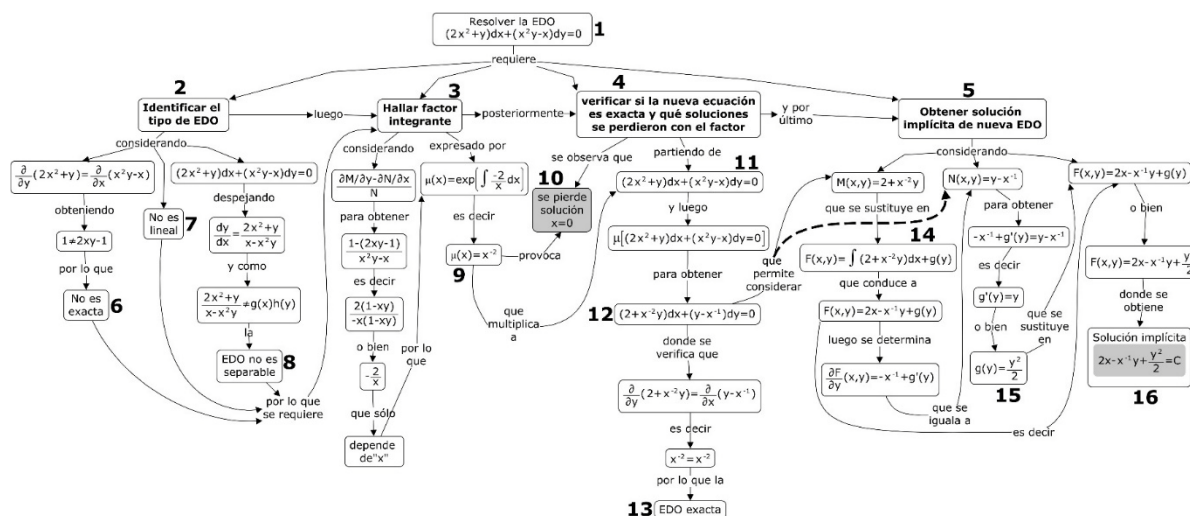 Resolver la EDO
(2x²+y)dx+(x²y-x)dy=0
1
requiere
2
Identificar el
tipo de EDO
luego
3
Hallar factor
integrante
posteriormente
4
verificar si la nueva ecuación
es exacta y qué soluciones
se perdieron con el factor
y por
último
5
Obtener solución
implícita de nueva EDO
considerando
∂/∂y(2x²+y)=∂/∂x(x²y-x)
obteniendo
1≠2xy-1
por lo que
No es
exacta
6
No es
lineal
7
(2x²+y)dx+(x²y-x)dy=0
despejando
dy/dx=2x²+y/x-x²y
y como
2x²+y/x-x²y≠g(x)h(y)
la
EDO no es
separable
8
por lo que
se requiere
considerando
∂M/∂y-∂N/∂x
N
para obtener
1-(2xy-1)
x²y-x
es decir
2(1-xy)
-x(1-xy)
o bien
-2/x
que sólo
depende
de"x"
por lo
que
expresado por
μ(x)=exp(∫-2/x dx)
es decir
μ(x)=x⁻²
9
provoca
que
multiplica
a
se observa que
10
se pierde
solución
x=0
partiendo de
11
(2x²+y)dx+(x²y-x)dy=0
y luego
μ[(2x²+y)dx+(x²y-x)dy=0]
para obtener
12
(2+x⁻²y)dx+(y-x⁻¹)dy=0
donde se
verifica que
∂/∂y(2+x⁻²y)=∂/∂x(y-x⁻¹)
es decir
x⁻²=x⁻²
por lo que la
13
EDO exacta
que
permite
considerar
considerando
M(x,y)=2+x⁻²y
que se sustituye en
14
F(x,y)=∫(2+x⁻²y)dx+g(y)
que conduce a
F(x,y)=2x-x⁻¹y+g(y)
luego se determina
∂F/∂y(x,y)=-x⁻¹+g'(y)
que se
iguala a
N(x,y)=y-x⁻¹
para obtener
-x⁻¹+g'(y)=y-x⁻¹
es decir
g'(y)=y
o bien
g(y)=y²/2
15
que se
sustituye
en
es decir
F(x,y)=2x-x⁻¹y+g(y)
o bien
F(x,y)=2x-x⁻¹y+y²/2
donde se
obtiene
Solución implícita
2x-x⁻¹y+y²/2=C
16